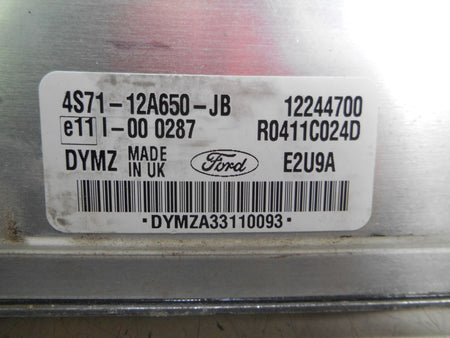 4S71-12A650-JB 12244700
e11 I-00 0287 R0411C024D
DYMZ MADE IN UK Ford E2U9A
·DYMZA33110093·